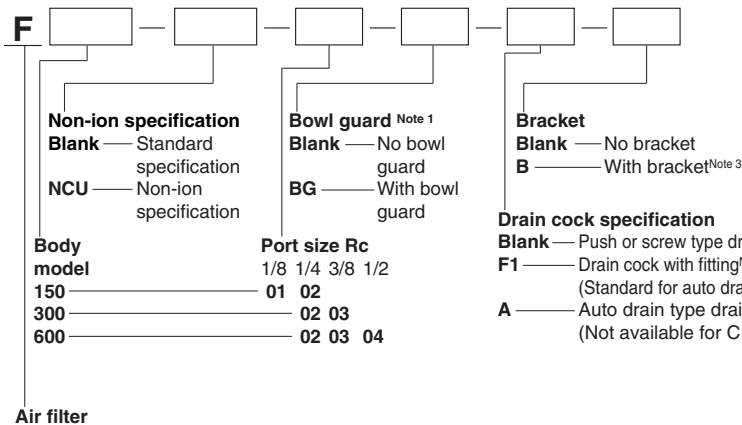 F
Non-ion specification
Blank — Standard
specification
NCU — Non-ion
specification
Bowl guard Note 1
Blank — No bowl
guard
BG — With bowl
guard
Bracket
Blank — No bracket
B — With bracket Note 3
Drain cock specification
Blank — Push or screw type
F1 — Drain cock with fitting
(Standard for auto
A — Auto drain type
(Not available for
Body
model
Port size Rc
1/8 1/4 3/8 1/2
150 — 01 02
300 — 02 03
600 — 02 03 04
Air filter